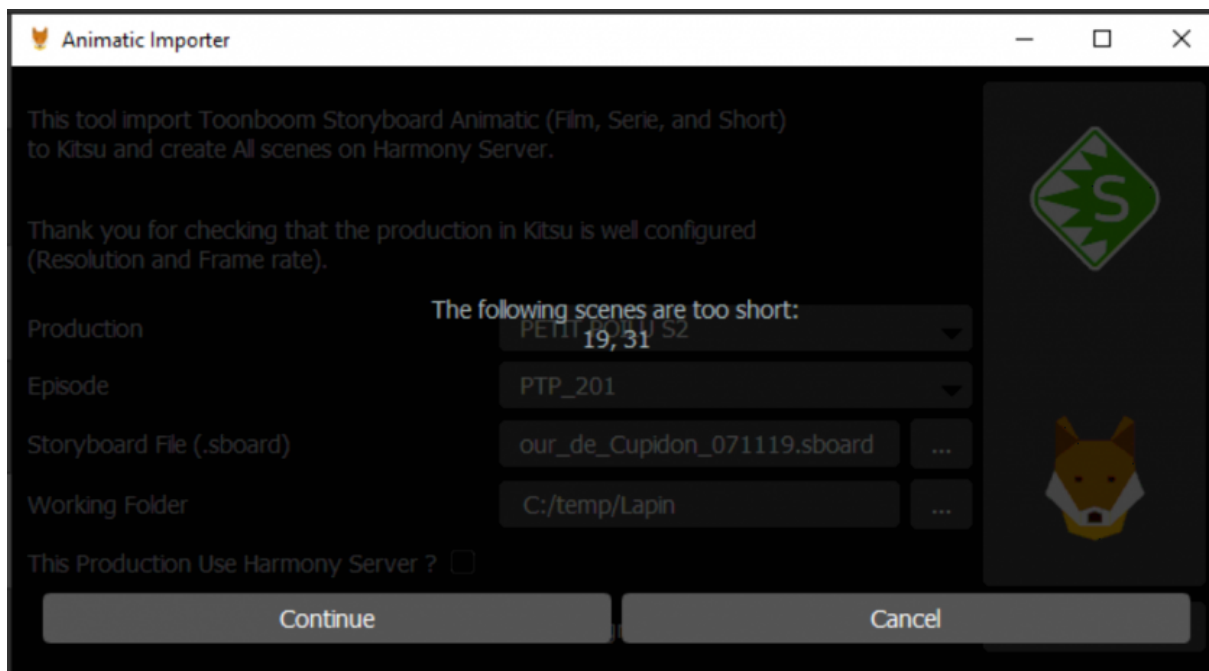 Animatic Importer
This tool import Toonboom Storyboard Animatic (Film, Serie, and Short)
to Kitsu and create All scenes on Harmony Server.
Thank you for checking that the production in Kitsu is well configured
(Resolution and Frame rate).
The following scenes are too short:
19, 31
Production
PETIT POILU S2
Episode
PTP_201
Storyboard File (.sboard)
our_de_Cupidon_071119.sboard
...
Working Folder
C:/temp/Lapin
...
This Production Use Harmony Server ?
Continue
Cancel
S